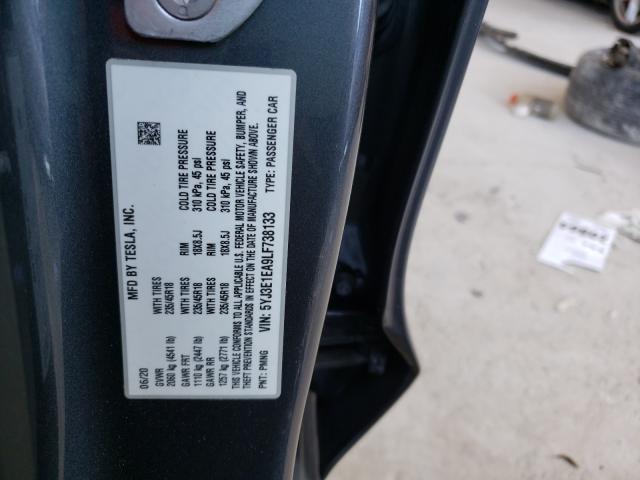 MFD BY TESLA, INC.
06/20
GVWR
2060 kg (4541 lb)
GAWR FRT WITH TIRES RIM COLD TIRE PRESSURE
1110 kg (2447 lb) 235/45R18 18X8.5J 310 kPa, 45 psi
GAWR RR WITH TIRES RIM COLD TIRE PRESSURE
1257 kg (2771 lb) 235/45R18 18X8.5J 310 kPa, 45 psi
THIS VEHICLE CONFORMS TO ALL APPLICABLE U.S. FEDERAL MOTOR VEHICLE SAFETY, BUMPER, AND
THEFT PREVENTION STANDARDS IN EFFECT ON THE DATE OF MANUFACTURE SHOWN ABOVE.
PNT: PMNG VIN: 5YJ3E1EA9LF738133 TYPE: PASSENGER CAR